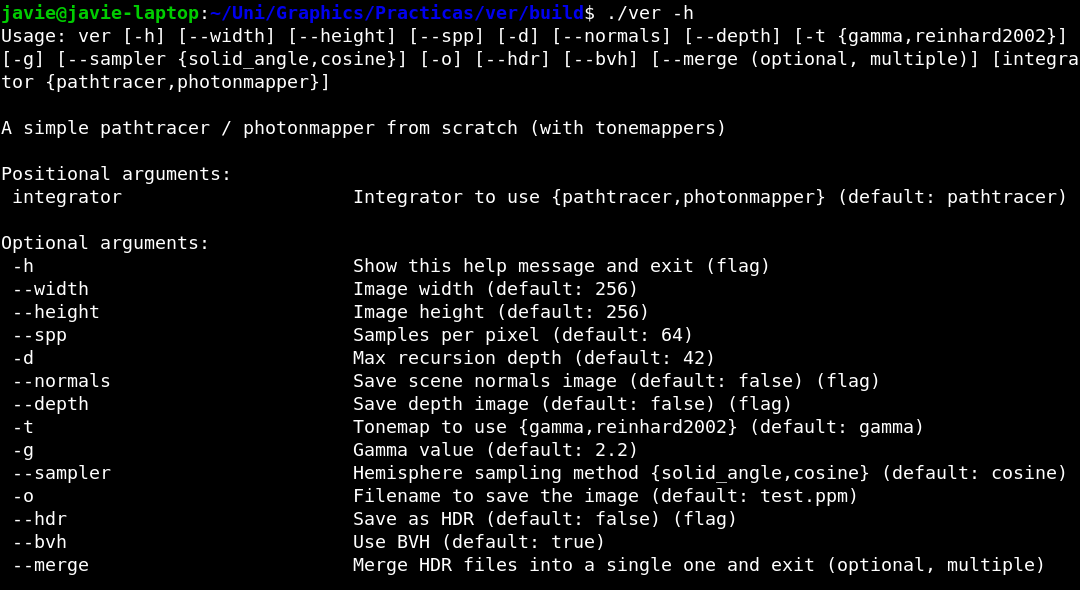 javie@javie-laptop:~/Uni/Graphics/Practicas/ver/build$ ./ver -h
Usage: ver [-h] [--width] [--height] [--spp] [-d] [--normals] [--depth] [-t {gamma,reinhard2002}]
[-g] [--sampler {solid_angle,cosine}] [-o] [--hdr] [--bvh] [--merge (optional, multiple)] [integra
tor {pathtracer,photonmapper}]
A simple pathtracer / photonmapper from scratch (with tonemappers)
Positional arguments:
integrator Integrator to use {pathtracer,photonmapper} (default: pathtracer)
Optional arguments:
-h Show this help message and exit (flag)
--width Image width (default: 256)
--height Image height (default: 256)
--spp Samples per pixel (default: 64)
-d Max recursion depth (default: 42)
--normals Save scene normals image (default: false) (flag)
--depth Save depth image (default: false) (flag)
-t Tonemap to use {gamma,reinhard2002} (default: gamma)
-g Gamma value (default: 2.2)
--sampler Hemisphere sampling method {solid_angle,cosine} (default: cosine)
-o Filename to save the image (default: test.ppm)
--hdr Save as HDR (default: false) (flag)
--bvh Use BVH (default: true)
--merge Merge HDR files into a single one and exit (optional, multiple)